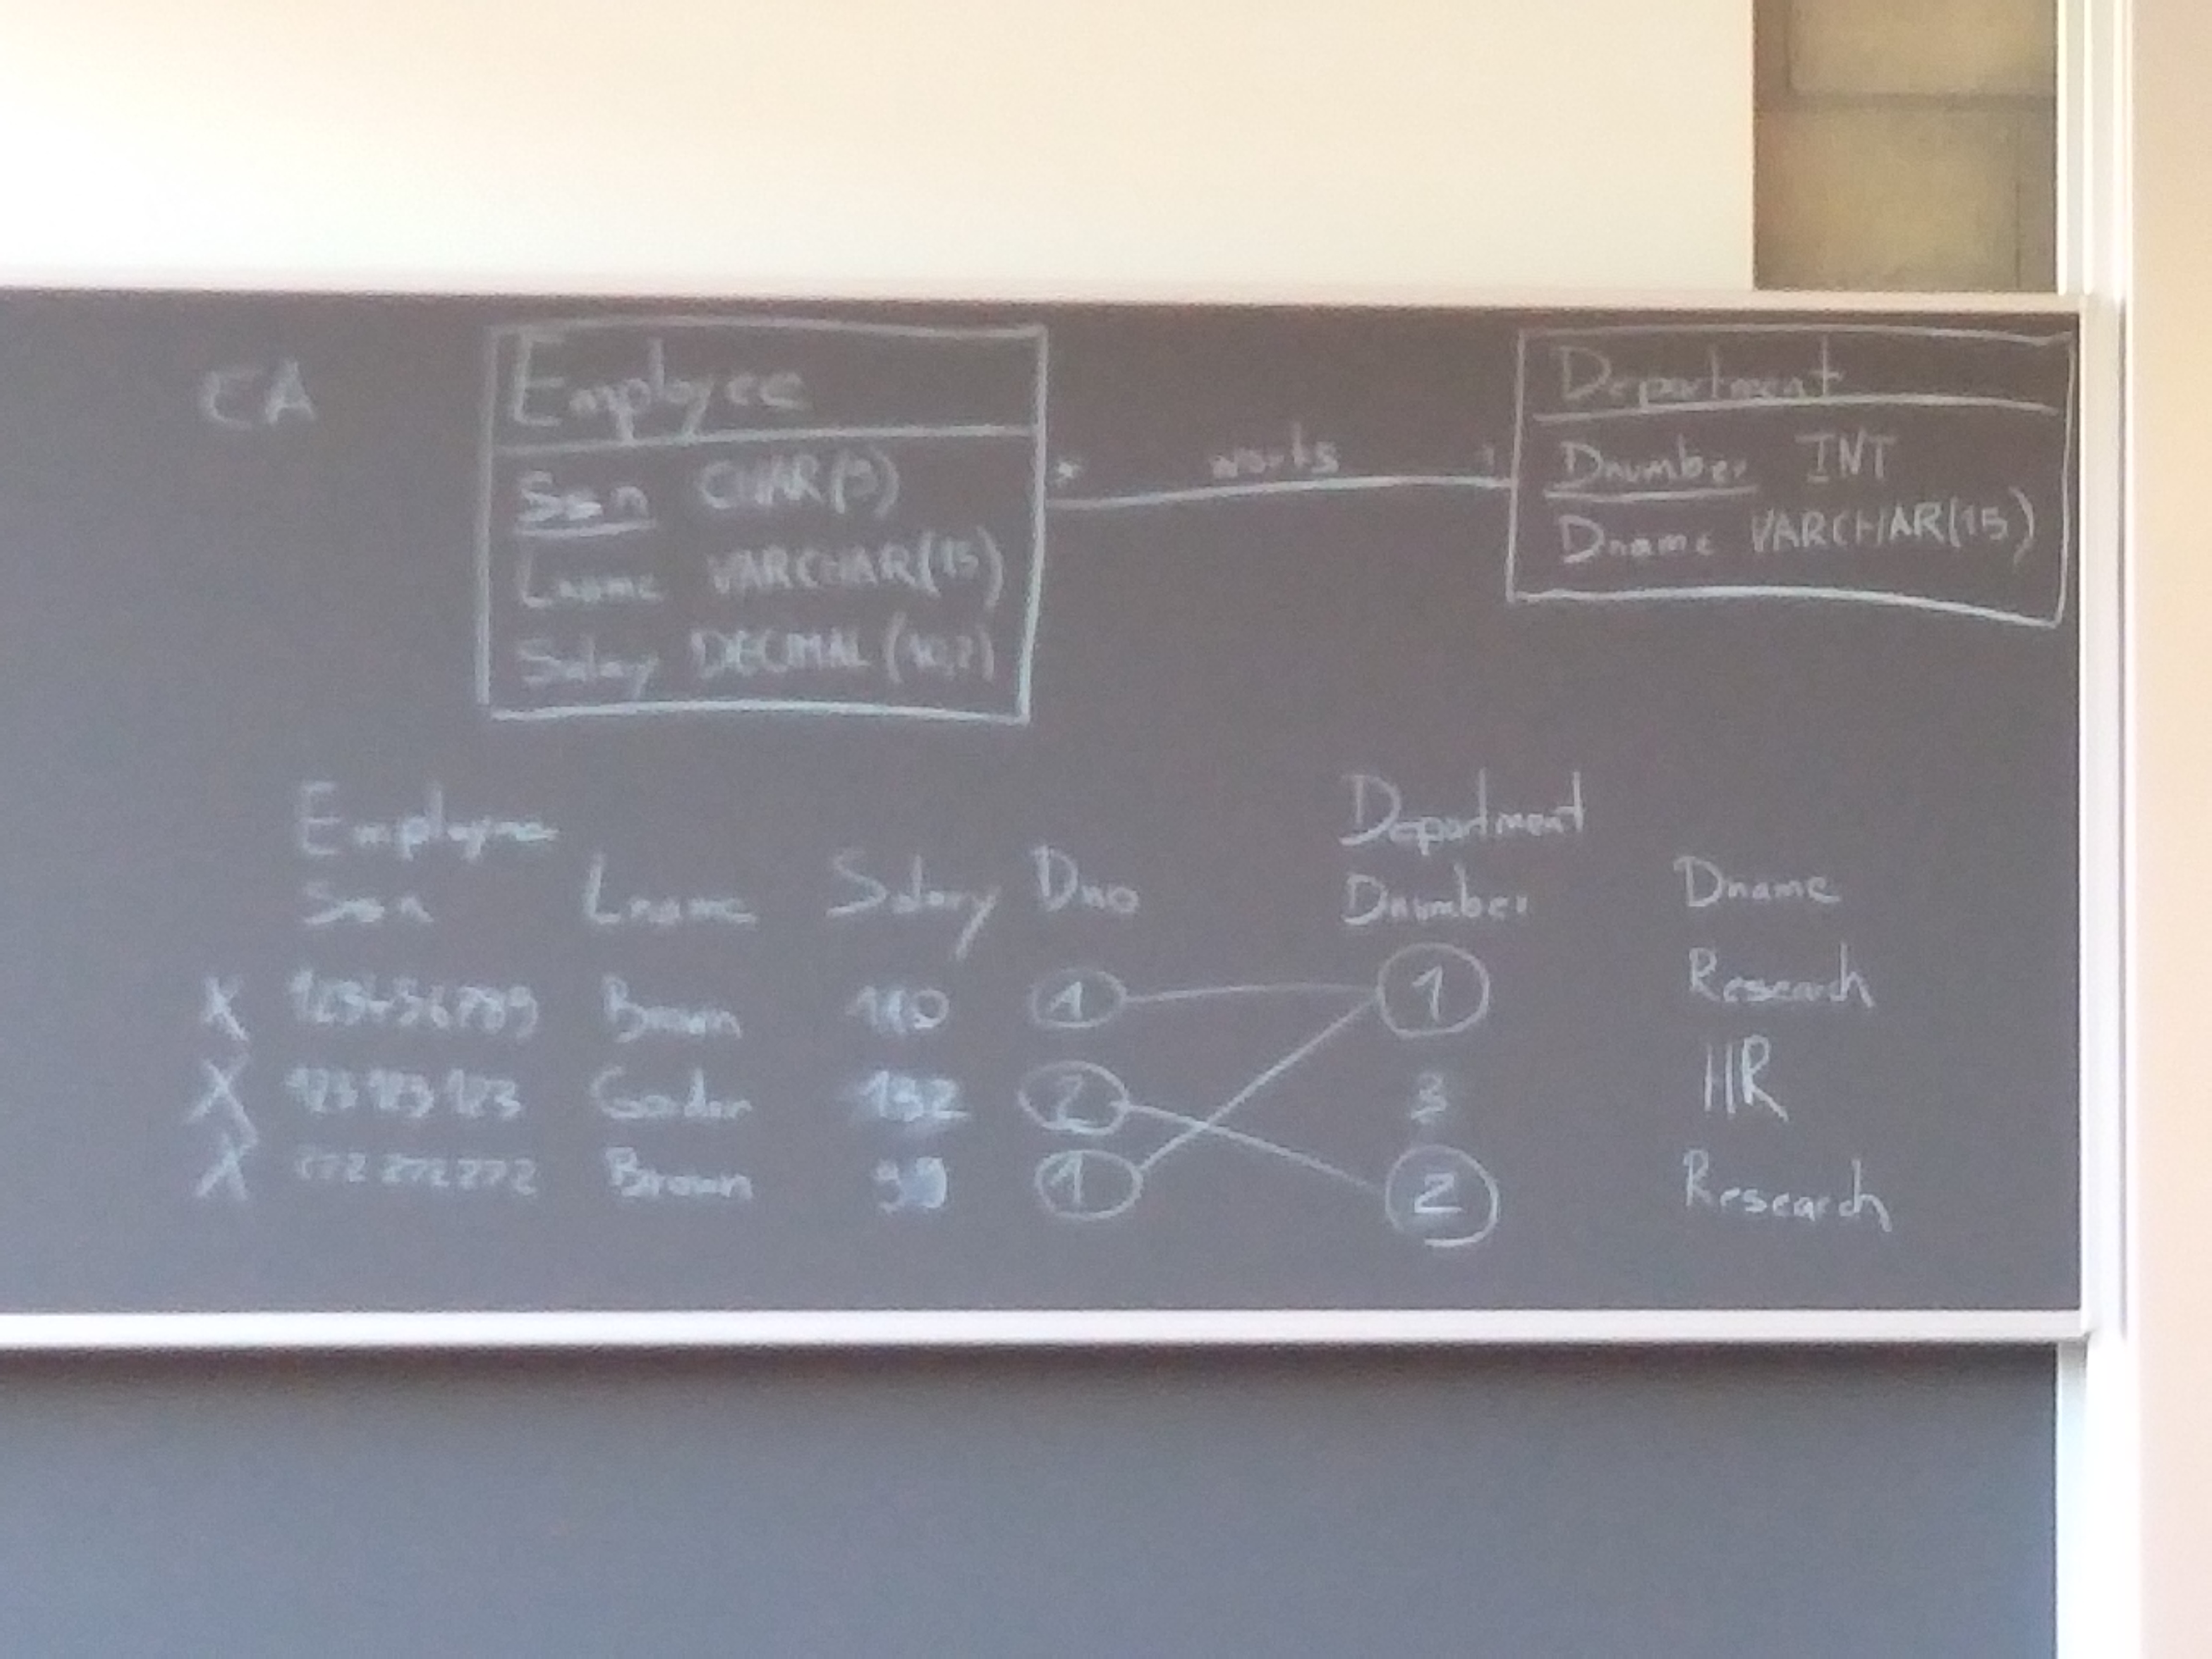 CA
Employee
Ssn CHAR(9)
Lname VARCHAR(15)
Salary DECIMAL(10,2)
* works 1
Department
Dnumber INT
Dname VARCHAR(15)
Employee
Ssn Lname Salary Dno
X 123456789 Brown 110 1
X 123123123 132 2
X 272272272 Brown 99 1
Department
Dnumber Dname
1 Research
3 HR
2 Research